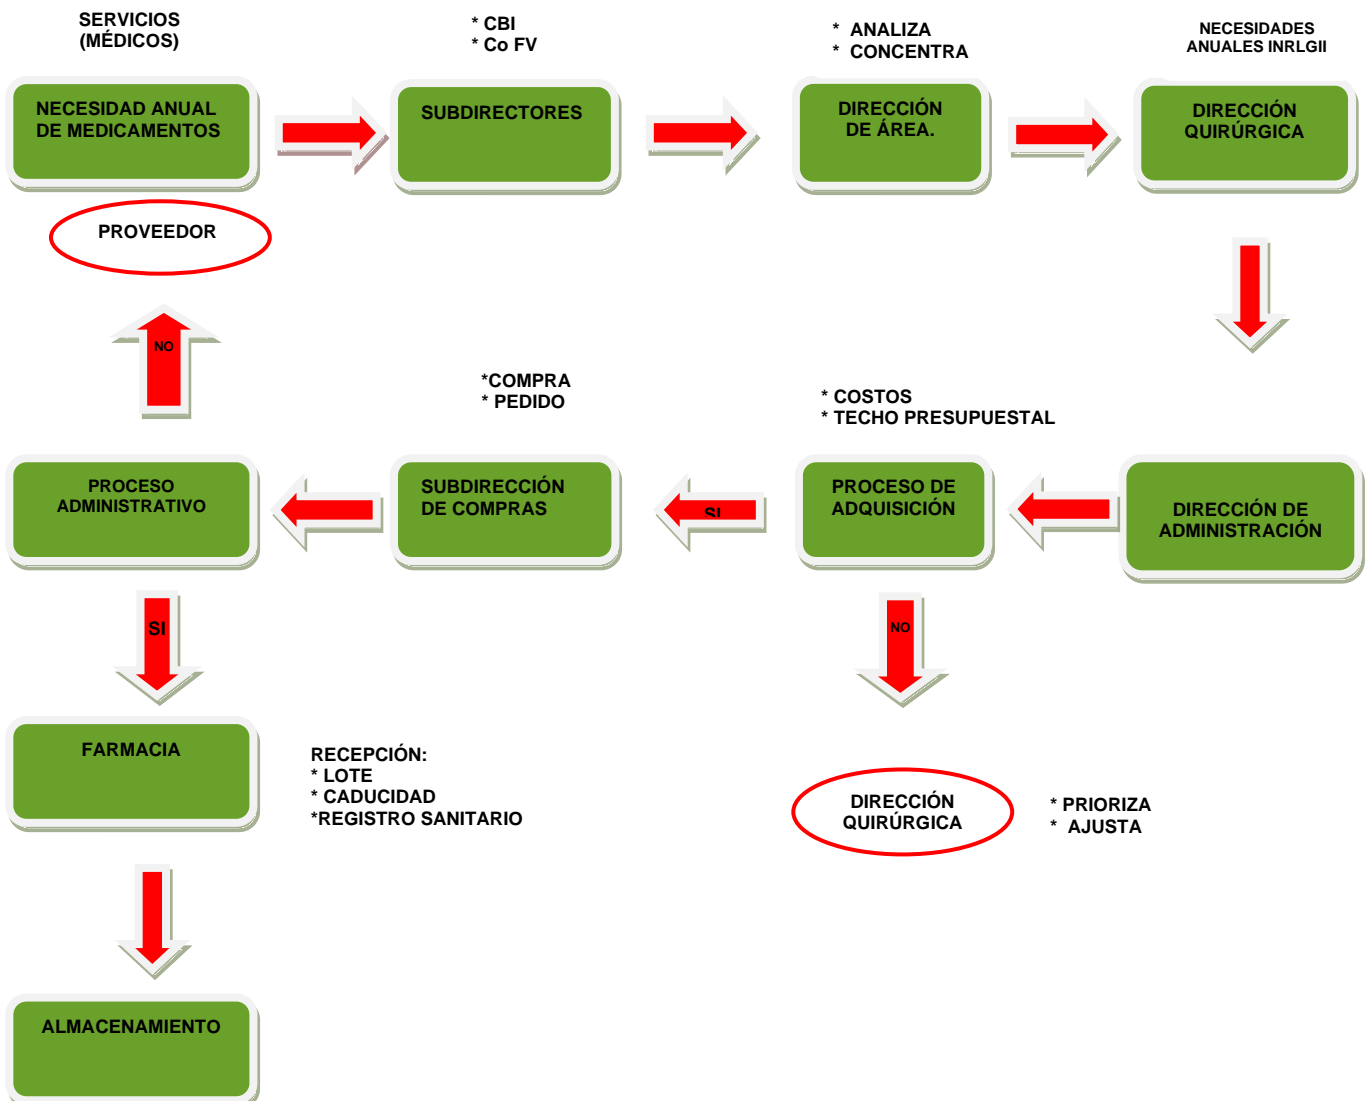 SERVICIOS
(MÉDICOS)
* CBI
* Co FV
* ANALIZA
* CONCENTRA
NECESIDADES
ANUALES INRLGII
NECESIDAD ANUAL
DE MEDICAMENTOS
SUBDIRECTORES
DIRECCIÓN
DE ÁREA.
DIRECCIÓN
QUIRÚRGICA
PROVEEDOR
NO
*COMPRA
* PEDIDO
* COSTOS
* TECHO PRESUPUESTAL
PROCESO
ADMINISTRATIVO
SUBDIRECCIÓN
DE COMPRAS
SI
PROCESO DE
ADQUISICIÓN
DIRECCIÓN DE
ADMINISTRACIÓN
SI
NO
FARMACIA
RECEPCIÓN:
* LOTE
* CADUCIDAD
*REGISTRO SANITARIO
DIRECCIÓN
QUIRÚRGICA
* PRIORIZA
* AJUSTA
ALMACENAMIENTO